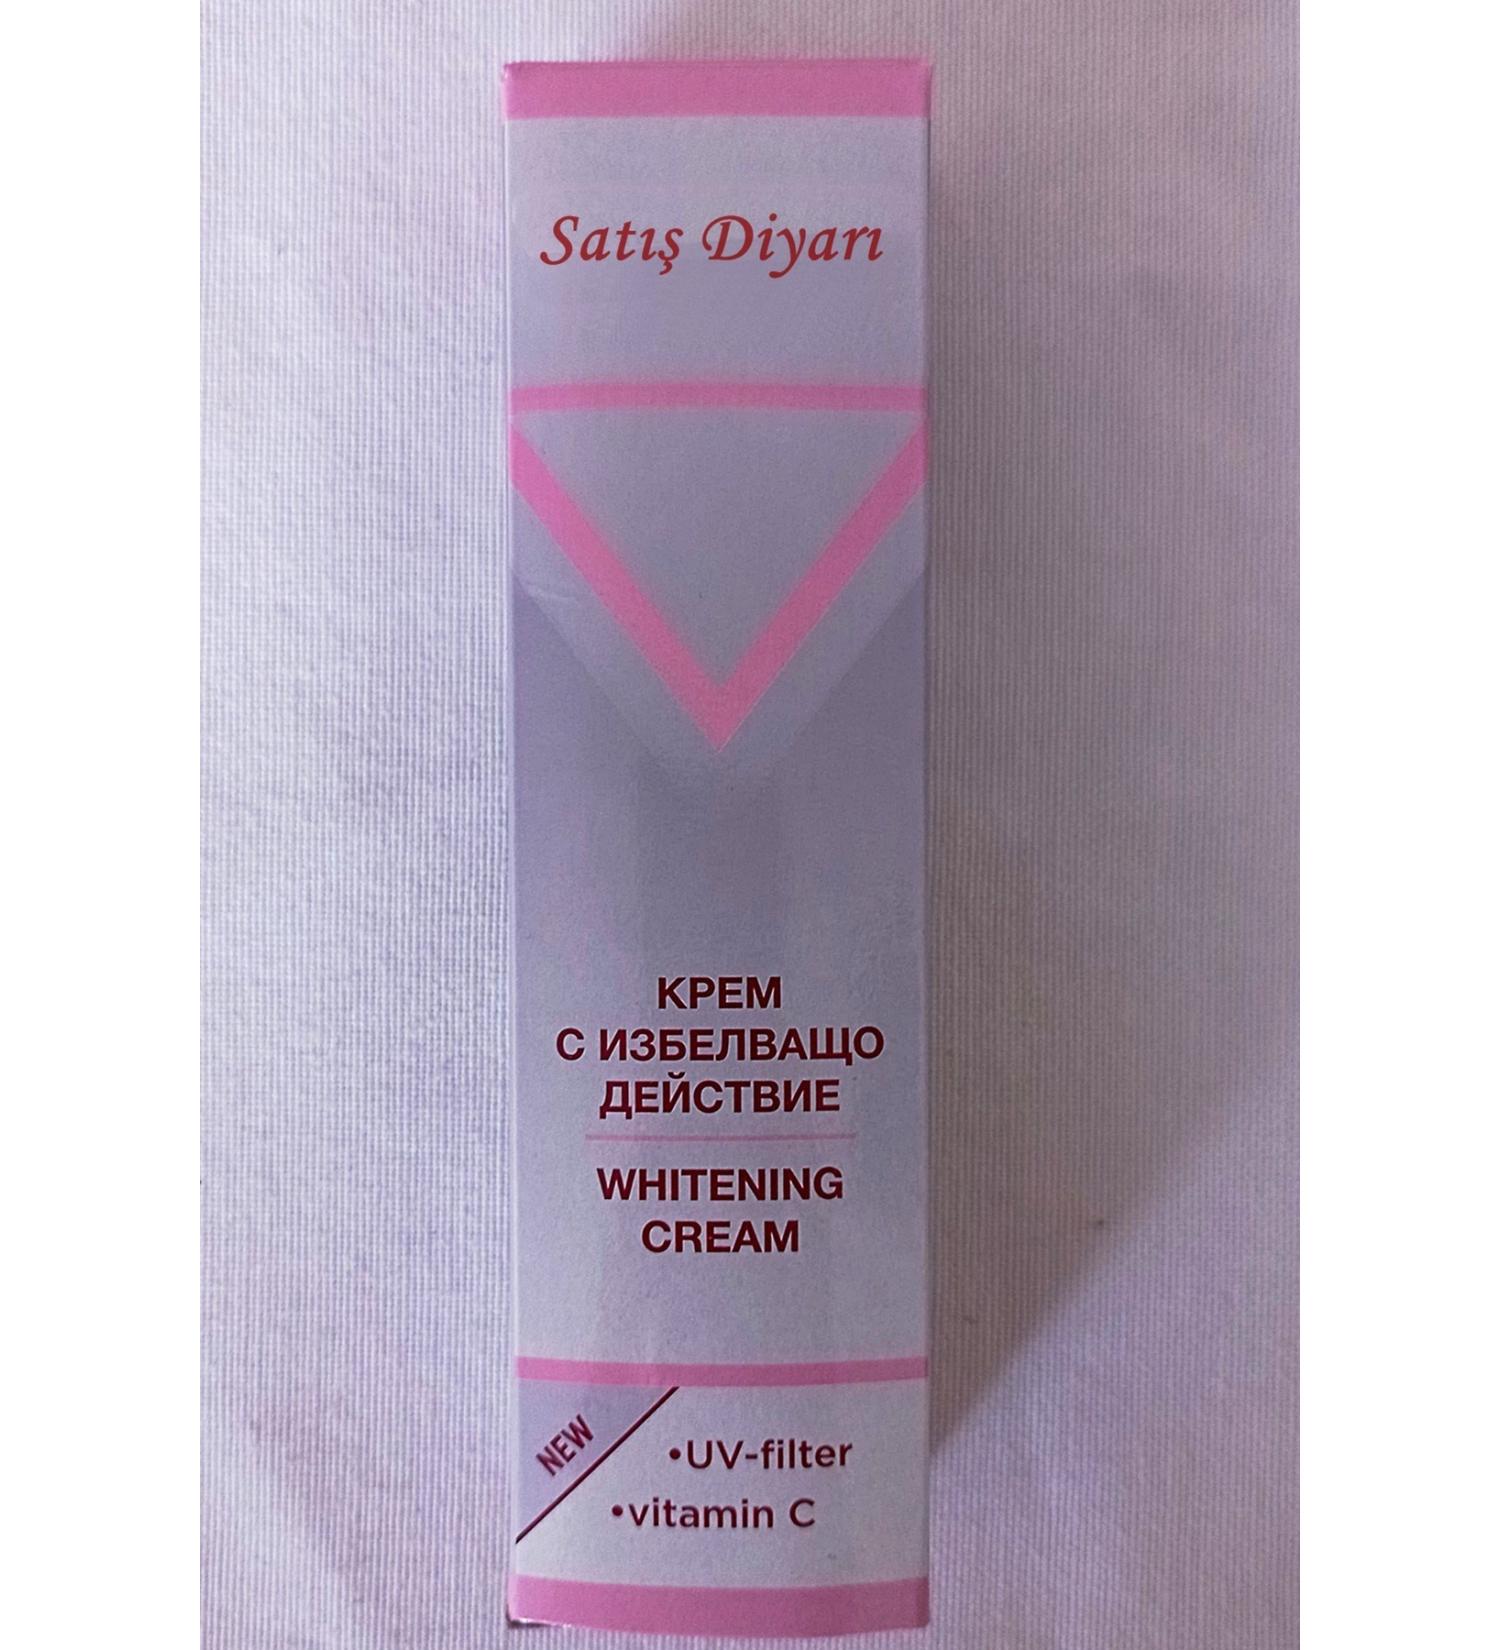 Satış Diyarı
КРЕМ
С ИЗБЕЛВАЩО
ДЕЙСТВИЕ
WHITENING
CREAM
NEW
•UV-filter
•vitamin C